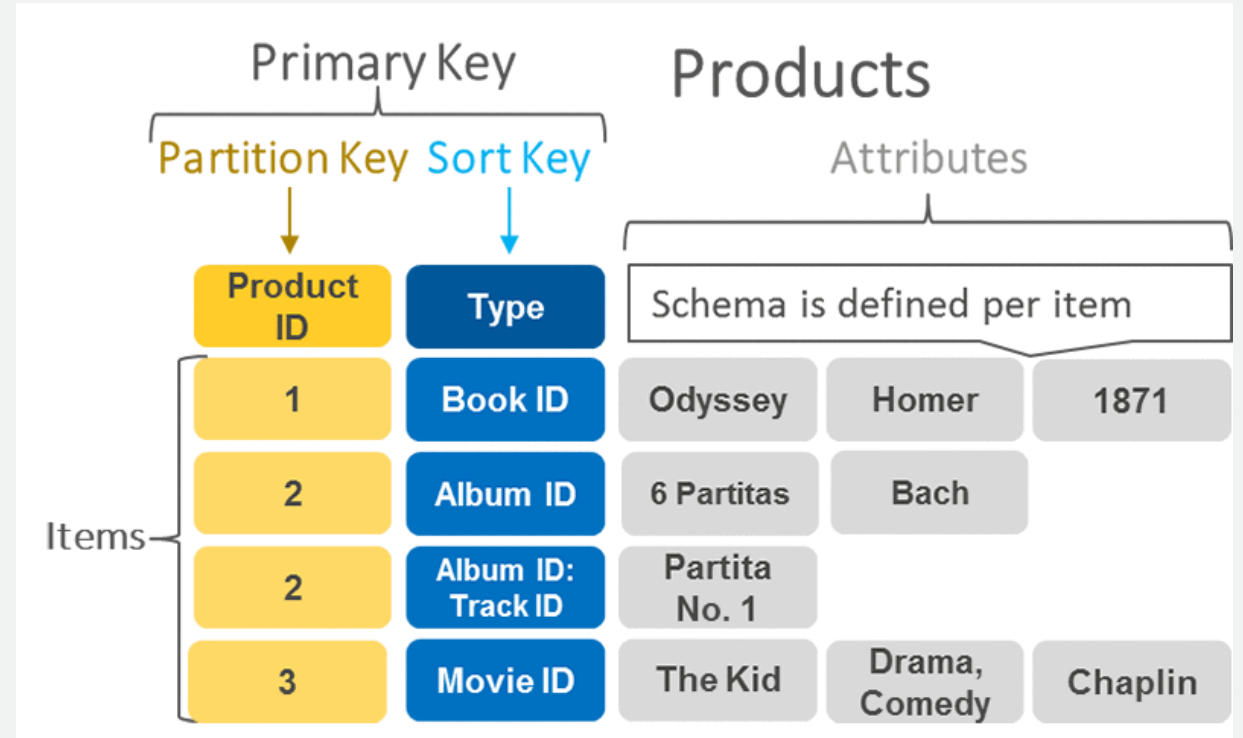 Primary Key
Products
Partition Key
Sort Key
Attributes
Product
ID
Type
Schema is defined per item
1
Book ID
Odyssey
Homer
1871
Items
2
Album ID
6 Partitas
Bach
2
Album ID:
Track ID
Partita
No. 1
3
Movie ID
The Kid
Drama,
Comedy
Chaplin